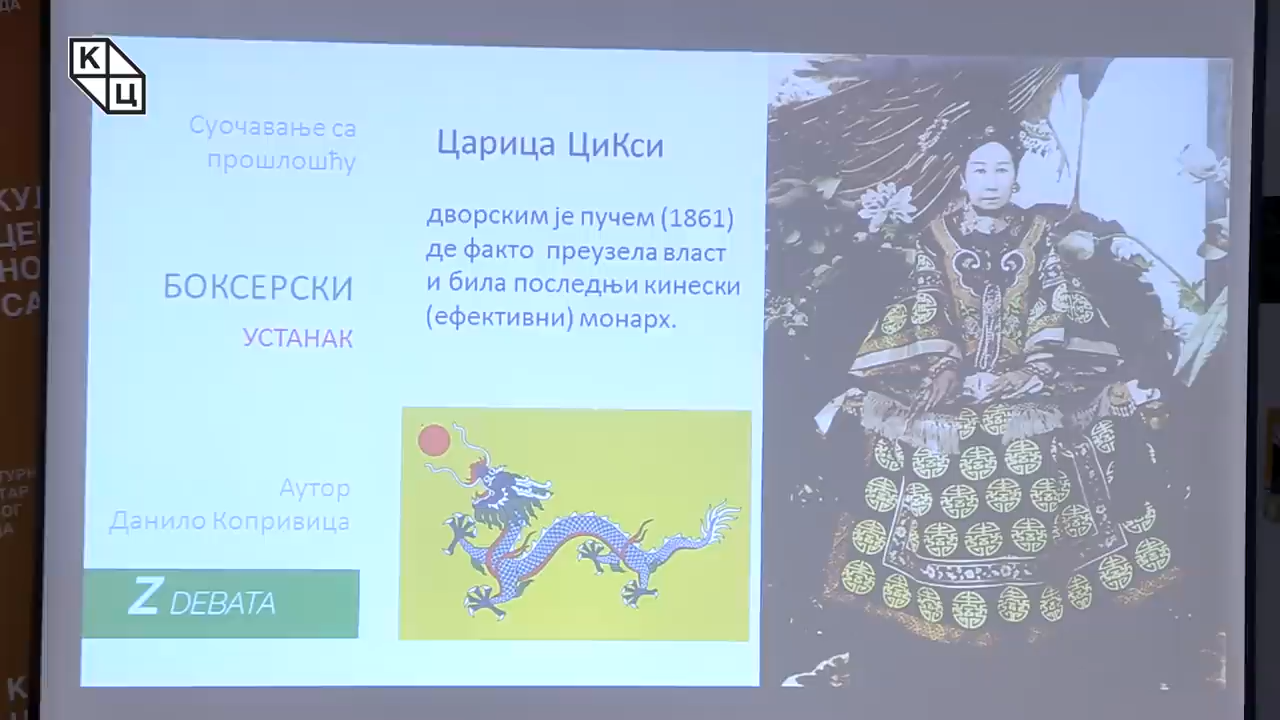 К
Ц
Суочавање са
прошлошћу
БОКСЕРСКИ
УСТАНАК
Аутор
Данило Копривица
Z DEBATA
Царица ЦиКси
дворским је пучем (1861)
де факто преузела власт
и била последњи кинески
(ефективни) монарх.